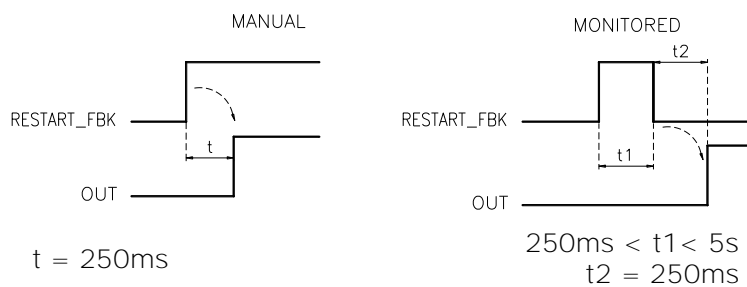 MANUAL
RESTART_FBK
t
OUT
t = 250ms
MONITORED
t2
RESTART_FBK
t1
OUT
250ms < t1< 5s
t2 = 250ms